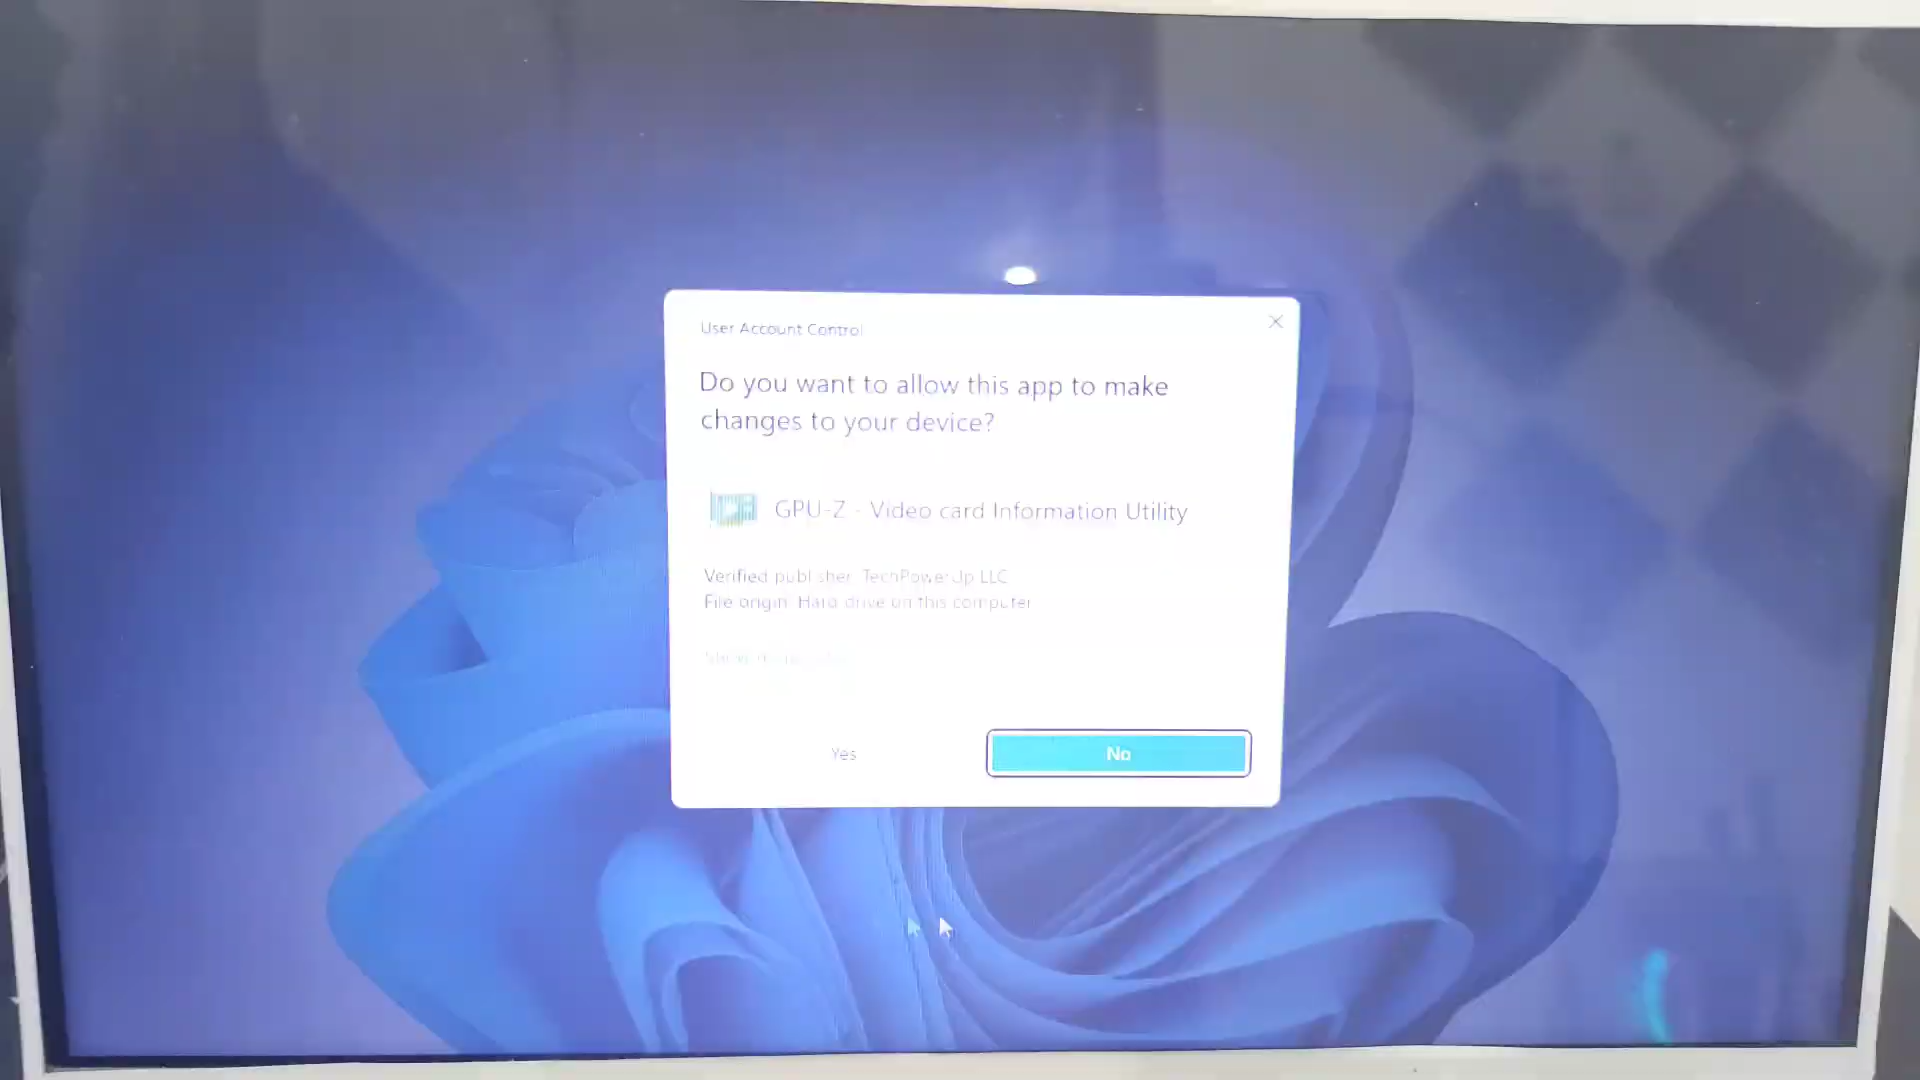 User Account Control
Do you want to allow this app to make
changes to your device?
GPU-Z - Video card Information Utility
Verified publisher: TechPowerUp LLC
File origin: Hard drive on this computer
Yes
No